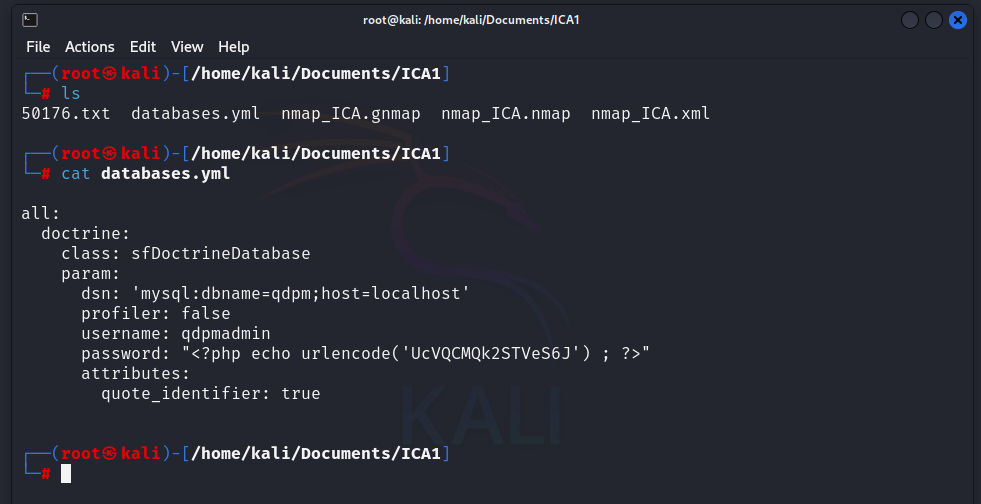 root@kali: /home/kali/Documents/ICA1
File Actions Edit View Help
┌──(root㉿kali)-[/home/kali/Documents/ICA1]
└─# ls
50176.txt  databases.yml  nmap_ICA.gnmap  nmap_ICA.nmap  nmap_ICA.xml
┌──(root㉿kali)-[/home/kali/Documents/ICA1]
└─# cat databases.yml
all:
  doctrine:
    class: sfDoctrineDatabase
    param:
      dsn: 'mysql:dbname=qdpm;host=localhost'
      profiler: false
      username: qdpmadmin
      password: "<?php echo urlencode('UcVQCMQk2STVeS6J') ; ?>"
      attributes:
        quote_identifier: true
KALI
┌──(root㉿kali)-[/home/kali/Documents/ICA1]
└─#